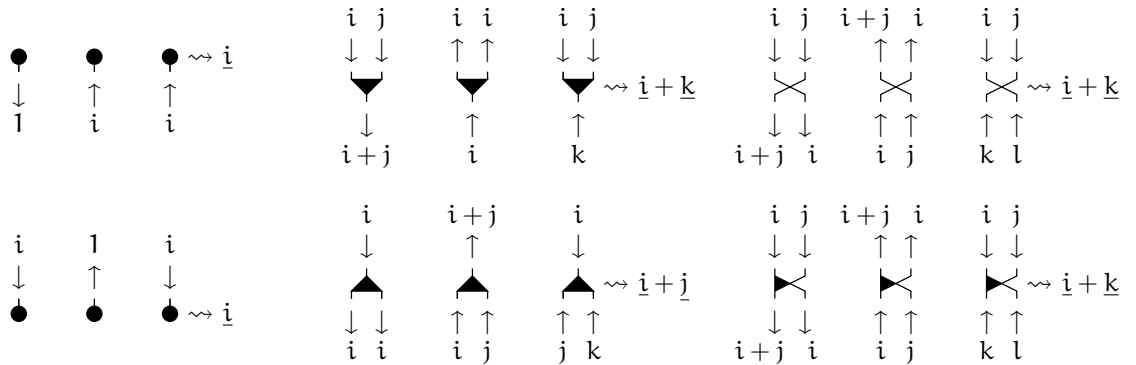 i j i i i j i j i + j i i j
⇝ i̲
⇝ i̲ + k̲ ⇝ i̲ + k̲
1 i i
i + j i k i + j i i j k l
i i + j i i j i + j i i j
i 1 i
⇝ i̲ + j̲ ⇝ i̲ + k̲
⇝ i̲
i i i j j k i + j i i j k l